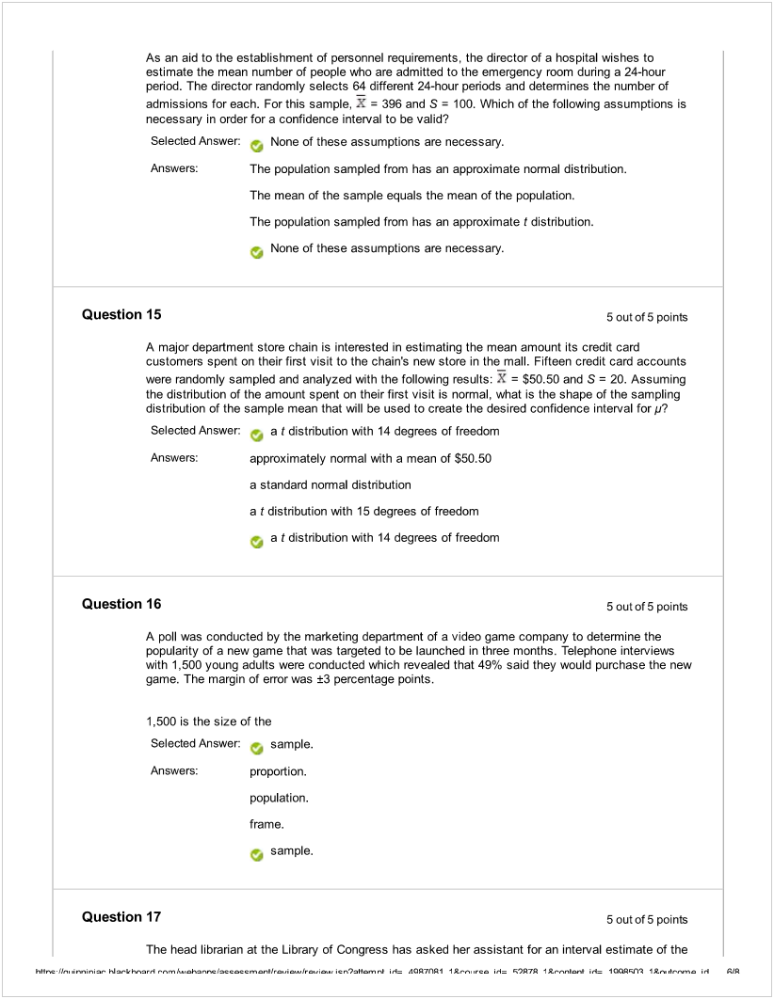 As an aid to the establishment of personnel requirements, the director of a hospital wishes to
estimate the mean number of people who are admitted to the emergency room during a 24-hour
period. The director randomly selects 64 different 24-hour periods and determines the number of
admissions for each. For this sample, X̅ = 396 and S = 100. Which of the following assumptions is
necessary in order for a confidence interval to be valid?
Selected Answer: None of these assumptions are necessary.
Answers: The population sampled from has an approximate normal distribution.
The mean of the sample equals the mean of the population.
The population sampled from has an approximate t distribution.
None of these assumptions are necessary.
Question 15 5 out of 5 points
A major department store chain is interested in estimating the mean amount its credit card
customers spent on their first visit to the chain's new store in the mall. Fifteen credit card accounts
were randomly sampled and analyzed with the following results: X̅ = $50.50 and S = 20. Assuming
the distribution of the amount spent on their first visit is normal, what is the shape of the sampling
distribution of the sample mean that will be used to create the desired confidence interval for μ?
Selected Answer: a t distribution with 14 degrees of freedom
Answers: approximately normal with a mean of $50.50
a standard normal distribution
a t distribution with 15 degrees of freedom
a t distribution with 14 degrees of freedom
Question 16 5 out of 5 points
A poll was conducted by the marketing department of a video game company to determine the
popularity of a new game that was targeted to be launched in three months. Telephone interviews
with 1,500 young adults were conducted which revealed that 49% said they would purchase the new
game. The margin of error was ±3 percentage points.
1,500 is the size of the
Selected Answer: sample.
Answers: proportion.
population.
frame.
sample.
Question 17 5 out of 5 points
The head librarian at the Library of Congress has asked her assistant for an interval estimate of the
https://quinnipiac.blackboard.com/webapps/assessment/review/review.jsp?attempt_id=_4987081_1&course_id=_52878_1&content_id=_1998503_1&outcome_id... 6/8